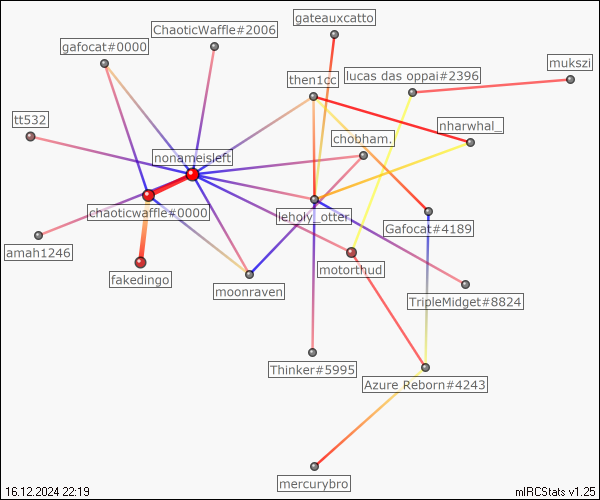 gateauxcatto
ChaoticWaffle#2006
gafocat#0000
mukszi
lucas das oppai#2396
then1cc
tt532
nharwhal_
chobham.
nonameisleft
chaoticwaffle#0000
leholy_otter
Gafocat#4189
amah1246
motorthud
fakedingo
moonraven
TripleMidget#8824
Thinker#5995
Azure Reborn#4243
mercurybro
16.12.2024 22:19
mIRCStats v1.25